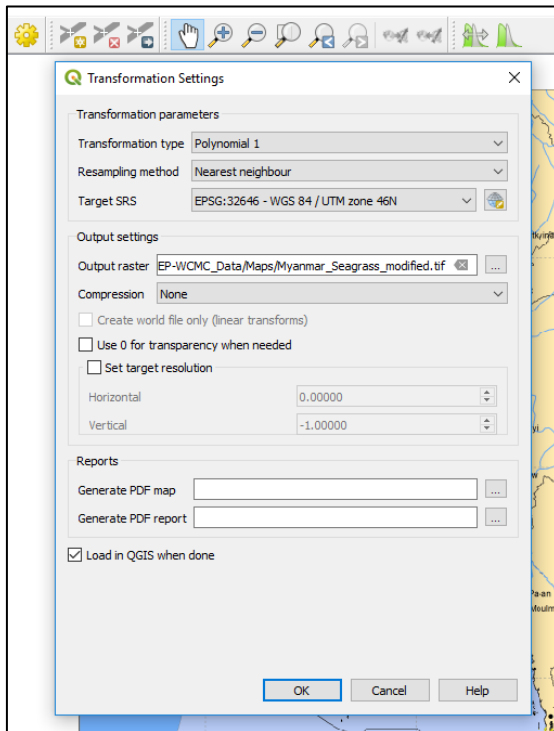 Transformation Settings
Transformation parameters
Transformation type Polynomial 1
Resampling method Nearest neighbour
Target SRS EPSG:32646 - WGS 84 / UTM zone 46N
Output settings
Output raster EP-WCMC_Data/Maps/Myanmar_Seagrass_modified.tif ...
Compression None
Create world file only (linear transforms)
Use 0 for transparency when needed
Set target resolution
Horizontal 0.00000
Vertical -1.00000
Reports
Generate PDF map ...
Generate PDF report ...
Load in QGIS when done
Pa-an
Moulm
OK Cancel Help